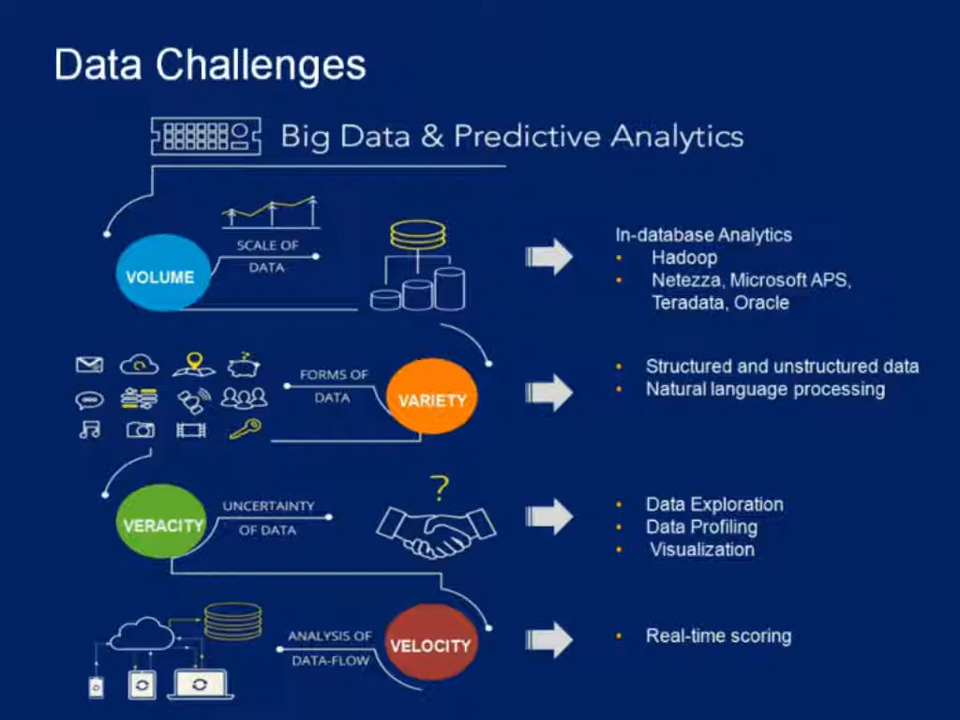 Data Challenges
Big Data & Predictive Analytics
SCALE OF
DATA
VOLUME
In-database Analytics
• Hadoop
• Netezza, Microsoft APS,
Teradata, Oracle
FORMS OF
DATA
VARIETY
• Structured and unstructured data
• Natural language processing
VERACITY
UNCERTAINTY
OF DATA
?
• Data Exploration
• Data Profiling
• Visualization
ANALYSIS OF
DATA-FLOW
VELOCITY
• Real-time scoring